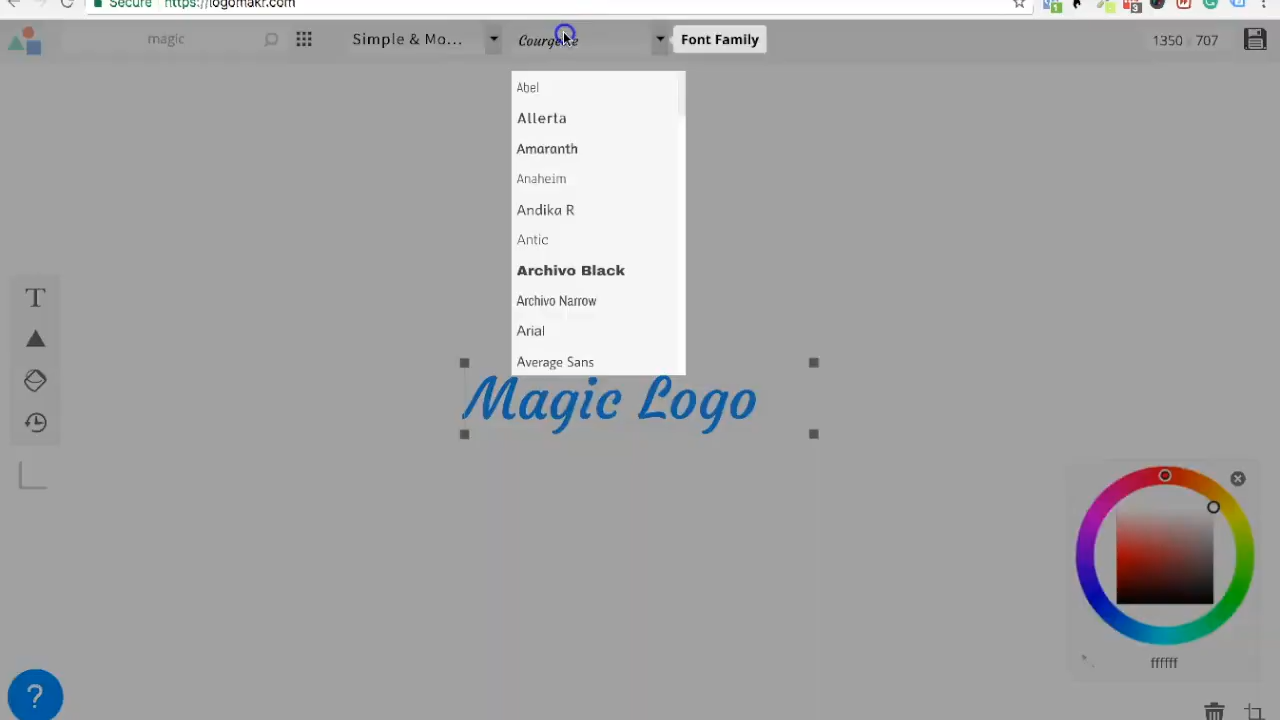 Secure https://logomakr.com
magic Simple & Mo... Courgette Font Family 1350 707
Abel
Allerta
Amaranth
Anaheim
Andika R
Antic
Archivo Black
Archivo Narrow
Arial
Average Sans
Magic Logo
T
ffffff
?